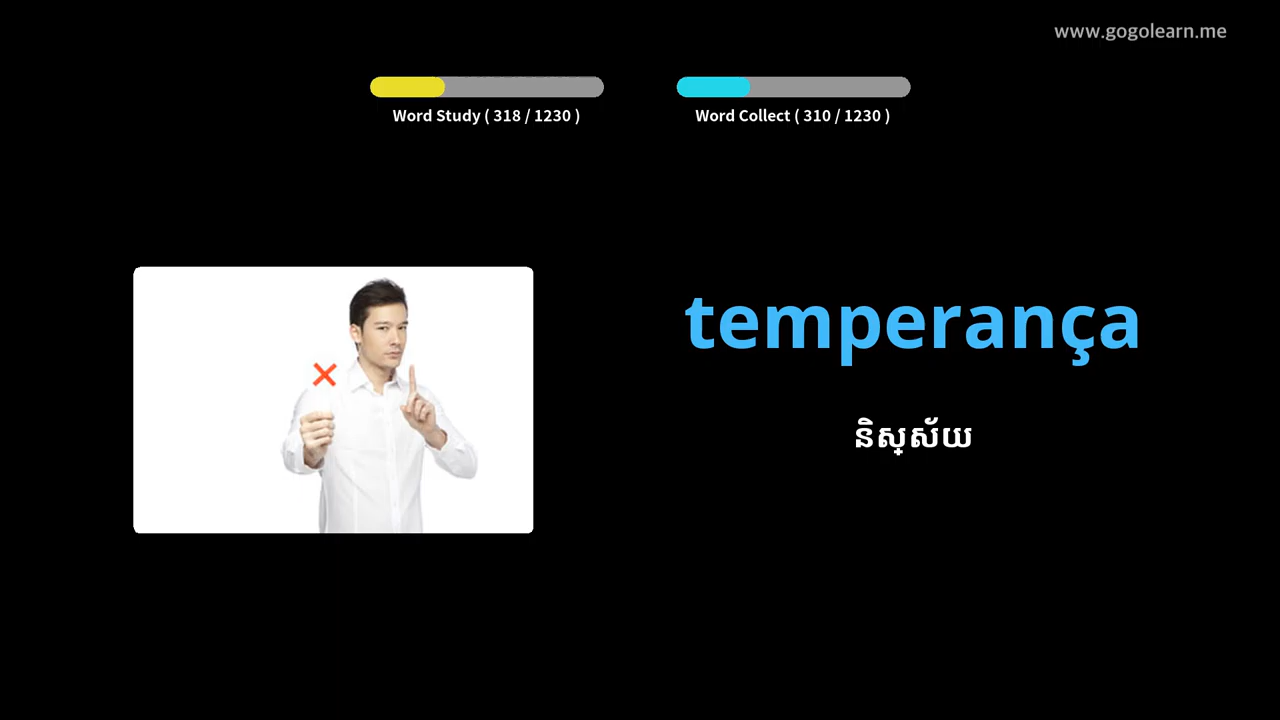 www.gogolearn.me
Word Study ( 318 / 1230 )
Word Collect ( 310 / 1230 )
temperança
និស្ស័យ